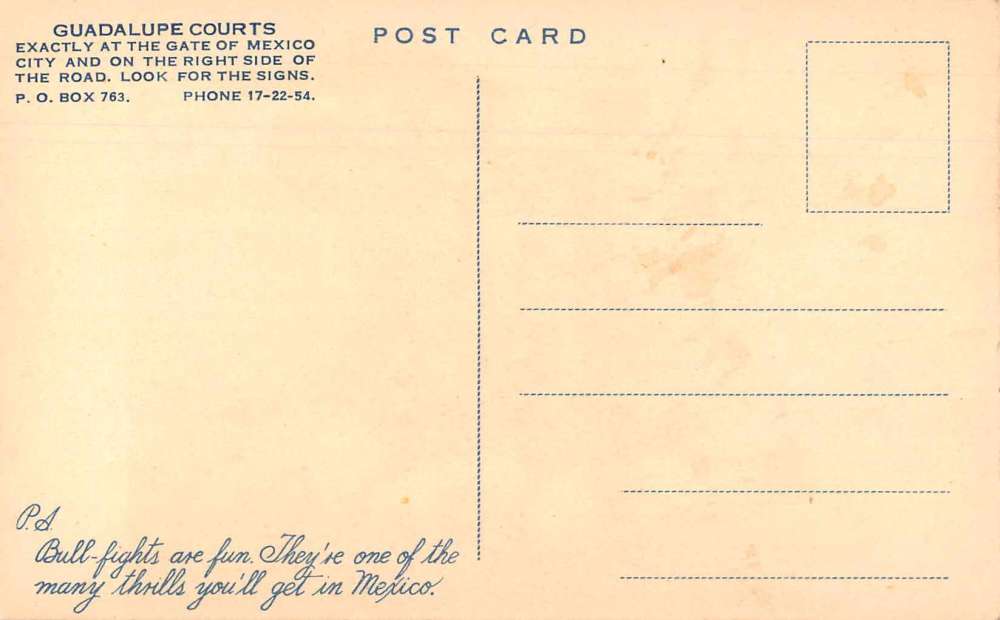 GUADALUPE COURTS
EXACTLY AT THE GATE OF MEXICO
CITY AND ON THE RIGHT SIDE OF
THE ROAD. LOOK FOR THE SIGNS.
P. O. BOX 763. PHONE 17-22-54.
POST CARD
P.S.
Bull-fights are fun. They're one of the
many thrills you'll get in Mexico.